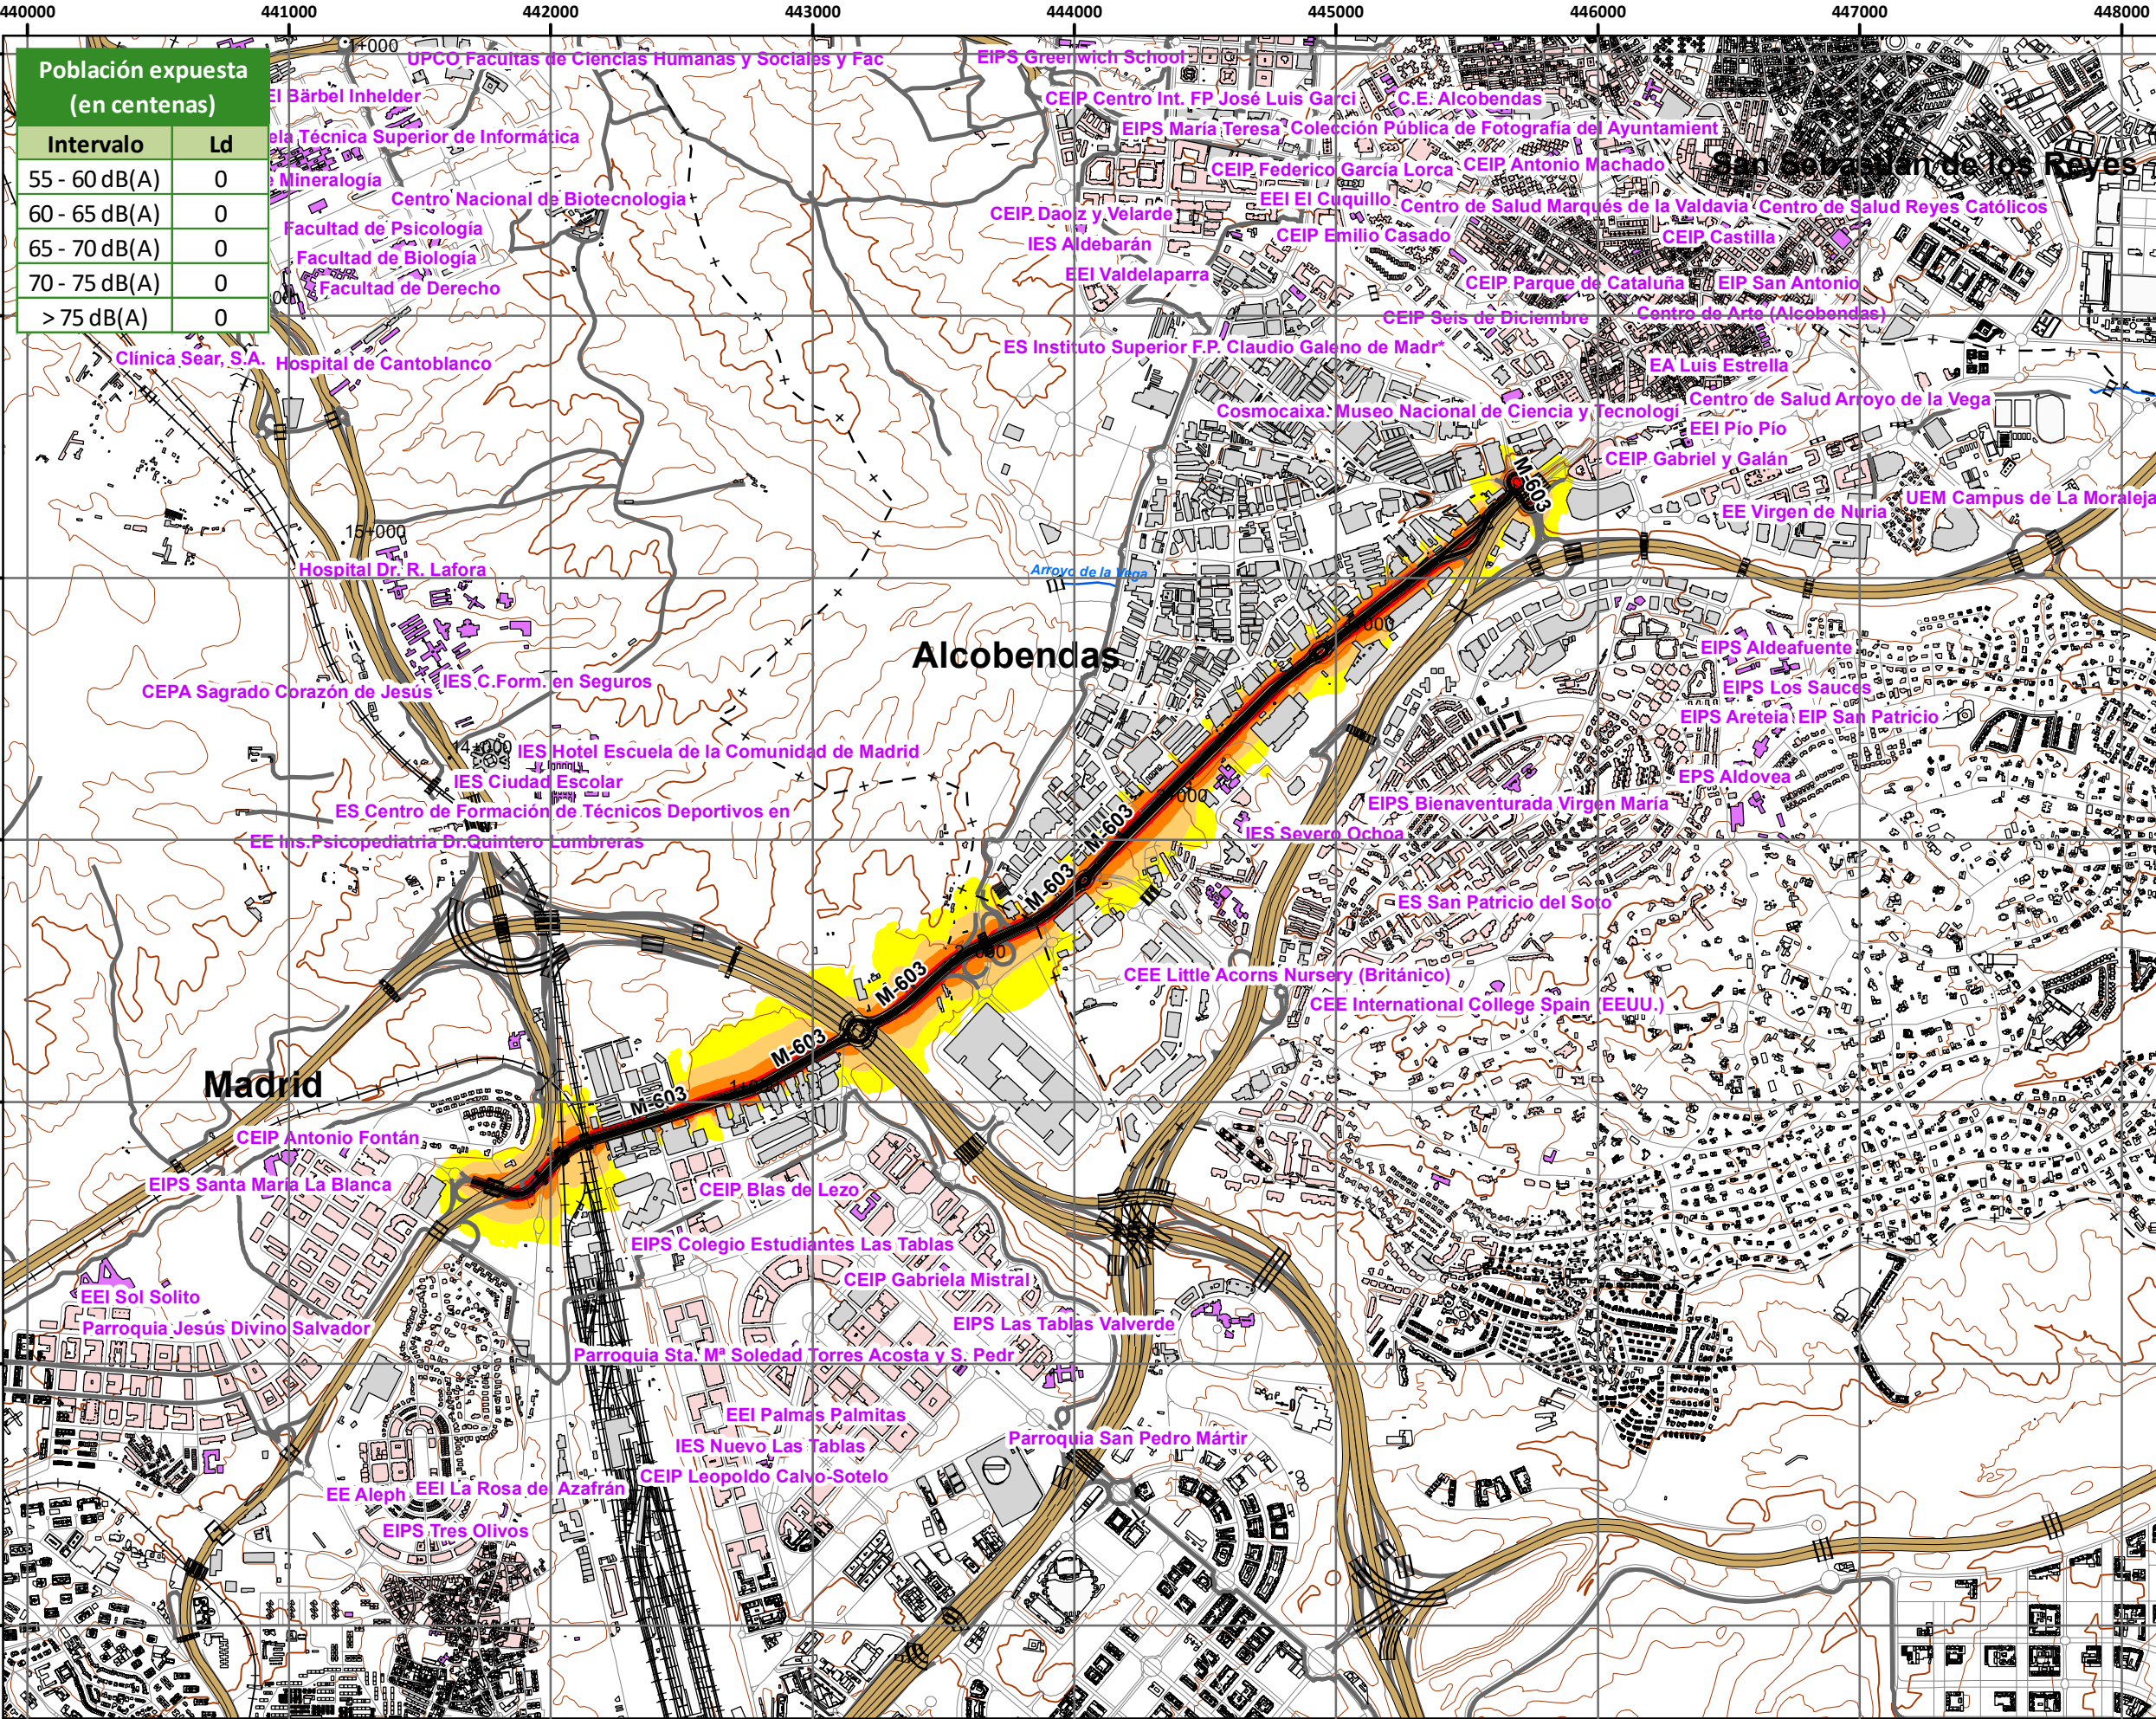 440000 441000 442000 443000 444000 445000 446000 447000 448000
Población expuesta
(en centenas)
Intervalo Ld
55 - 60 dB(A) 0
60 - 65 dB(A) 0
65 - 70 dB(A) 0
70 - 75 dB(A) 0
> 75 dB(A) 0
1+000
UPCO Facultas de Ciencias Humanas y Sociales y Fac
EIPS Greenwich School
EI Bärbel Inhelder
CEIP Centro Int. FP José Luis Garci
C.E. Alcobendas
EIPS María Teresa
Colección Pública de Fotografía del Ayuntamient
ela Técnica Superior de Informática
CEIP Federico García Lorca
CEIP Antonio Machado
San Sebastián de los Reyes
Mineralogía
Centro Nacional de Biotecnología
EEI El Cuquillo
Centro de Salud Marqués de la Valdavia
Centro de Salud Reyes Católicos
CEIP Daoiz y Velarde
Facultad de Psicología
CEIP Emilio Casado
CEIP Castilla
IES Aldebarán
Facultad de Biología
EEI Valdelaparra
Facultad de Derecho
CEIP Parque de Cataluña
EIP San Antonio
CEIP Seis de Diciembre
Centro de Arte (Alcobendas)
ES Instituto Superior F.P. Claudio Galeno de Madr*
Clínica Sear, S.A.
Hospital de Cantoblanco
EA Luis Estrella
Centro de Salud Arroyo de la Vega
Cosmocaixa. Museo Nacional de Ciencia y Tecnologí
EEI Pío Pío
CEIP Gabriel y Galán
M-603
UEM Campus de La Moraleja
EE Virgen de Nuria
15+000
Hospital Dr. R. Lafora
Arroyo de la Vega
000
Alcobendas
EIPS Aldeafuente
IES C.Form. en Seguros
CEPA Sagrado Corazón de Jesús
EIPS Los Sauces
EIPS Areteia
EIP San Patricio
14+000
IES Hotel Escuela de la Comunidad de Madrid
EPS Aldovea
IES Ciudad Escolar
000
EIPS Bienaventurada Virgen María
ES Centro de Formación de Técnicos Deportivos en
M-603
IES Severo Ochoa
EE Ins.Psicopediatria Dr.Quintero Lumbreras
M-603
ES San Patricio del Soto
000
CEE Little Acorns Nursery (Británico)
M-603
CEE International College Spain (EEUU.)
M-603
Madrid
M-603
CEIP Antonio Fontán
EIPS Santa María La Blanca
CEIP Blas de Lezo
EIPS Colegio Estudiantes Las Tablas
CEIP Gabriela Mistral
EEI Sol Solito
EIPS Las Tablas Valverde
Parroquia Jesús Divino Salvador
Parroquia Sta. Mª Soledad Torres Acosta y S. Pedr
EEI Palmas Palmitas
Parroquia San Pedro Mártir
IES Nuevo Las Tablas
CEIP Leopoldo Calvo-Sotelo
EE Aleph
EEI La Rosa del Azafrán
EIPS Tres Olivos